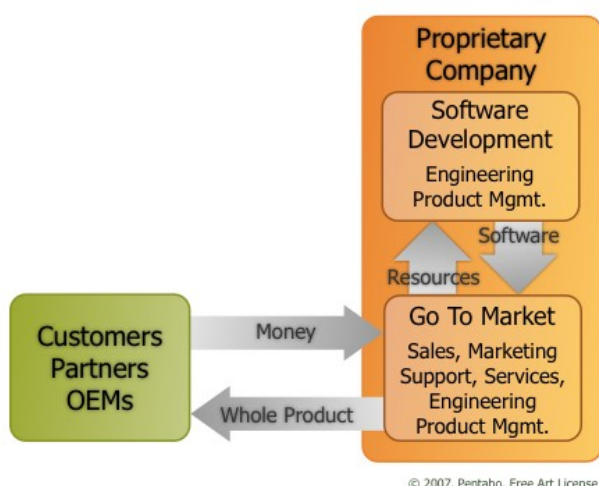 Proprietary
Company
Software
Development
Engineering
Product Mgmt.
Software
Resources
Go To Market
Sales, Marketing
Support, Services,
Engineering
Product Mgmt.
Customers
Partners
OEMs
Money
Whole Product
© 2007, Pentaho, Free Art License